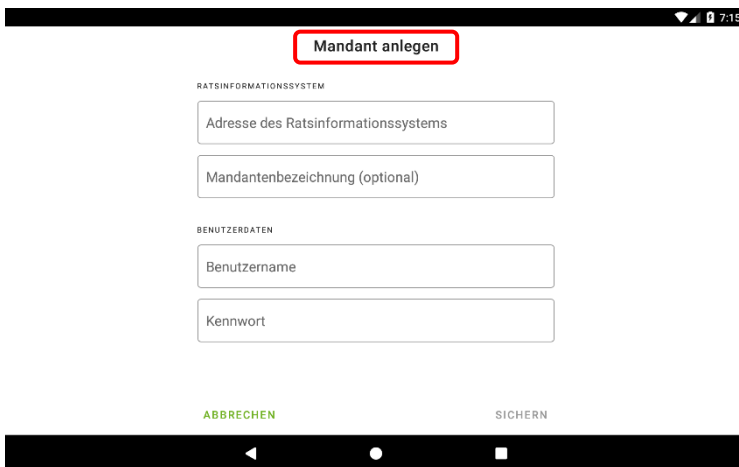 7:15
Mandant anlegen
RATSINFORMATIONSSYSTEM
Adresse des Ratsinformationssystems
Mandantenbezeichnung (optional)
BENUTZERDATEN
Benutzername
Kennwort
ABBRECHEN SICHERN